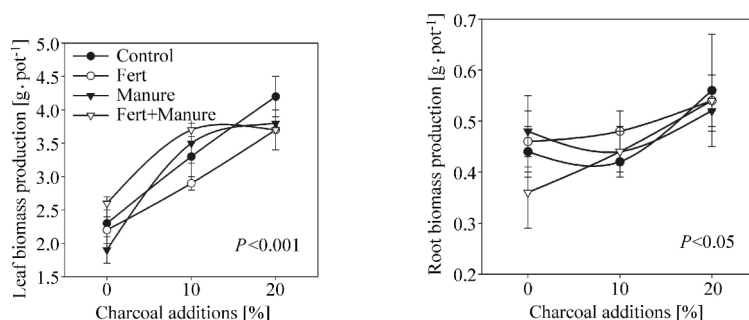 Leaf biomass production [g·pot⁻¹]
5.0
4.5
4.0
3.5
3.0
2.5
2.0
1.5
Control
Fert
Manure
Fert+Manure
P<0.001
0 10 20
Charcoal additions [%]
Root biomass production [g·pot⁻¹]
0.7
0.6
0.5
0.4
0.3
0.2
P<0.05
0 10 20
Charcoal additions [%]